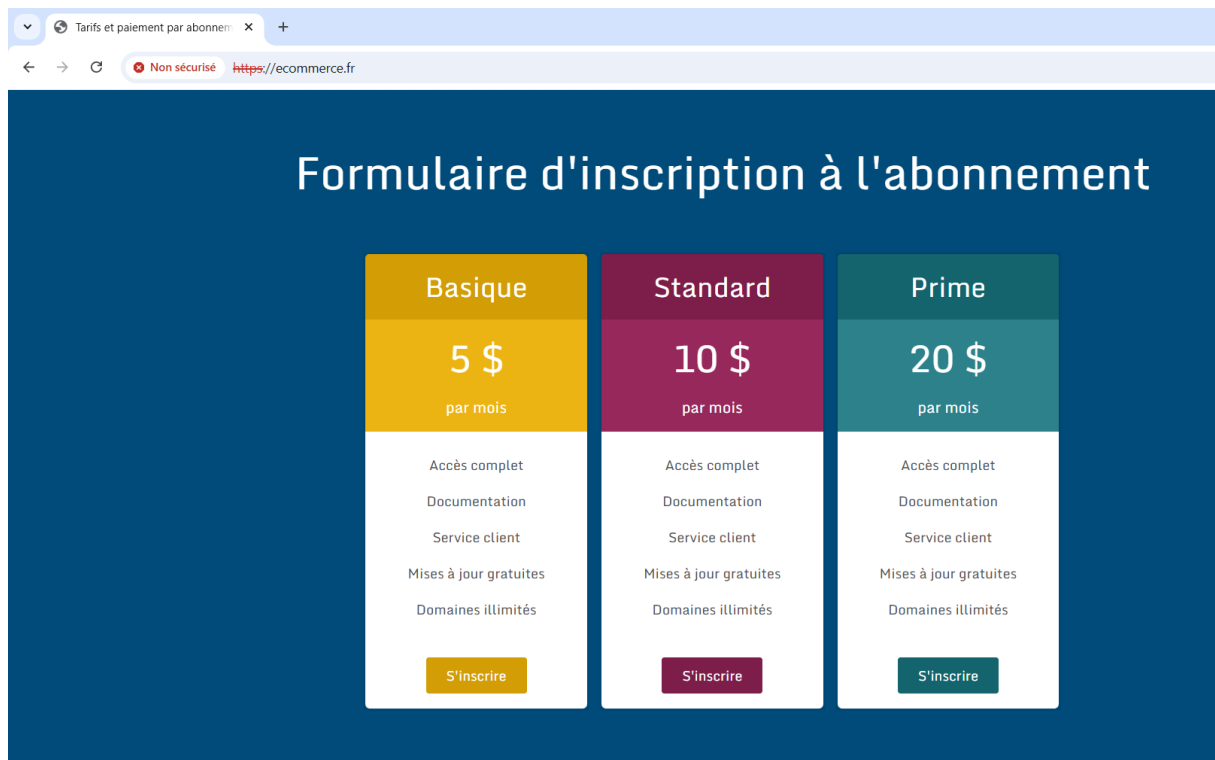 Tarifs et paiement par abonnem
Non sécurisé https://ecommerce.fr
Formulaire d'inscription à l'abonnement
Basique
5 $
par mois
Accès complet
Documentation
Service client
Mises à jour gratuites
Domaines illimités
S'inscrire
Standard
10 $
par mois
Accès complet
Documentation
Service client
Mises à jour gratuites
Domaines illimités
S'inscrire
Prime
20 $
par mois
Accès complet
Documentation
Service client
Mises à jour gratuites
Domaines illimités
S'inscrire